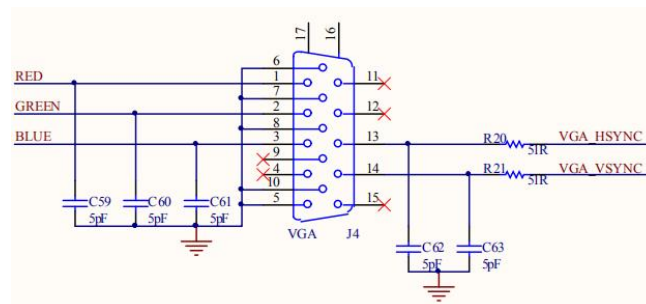 17
16
6
RED
1
11
7
GREEN
2
12
8
BLUE
3
13
R20
VGA_HSYNC
51R
9
4
14
R21
VGA_VSYNC
51R
10
5
15
C59
5pF
C60
5pF
C61
5pF
VGA
J4
C62
5pF
C63
5pF